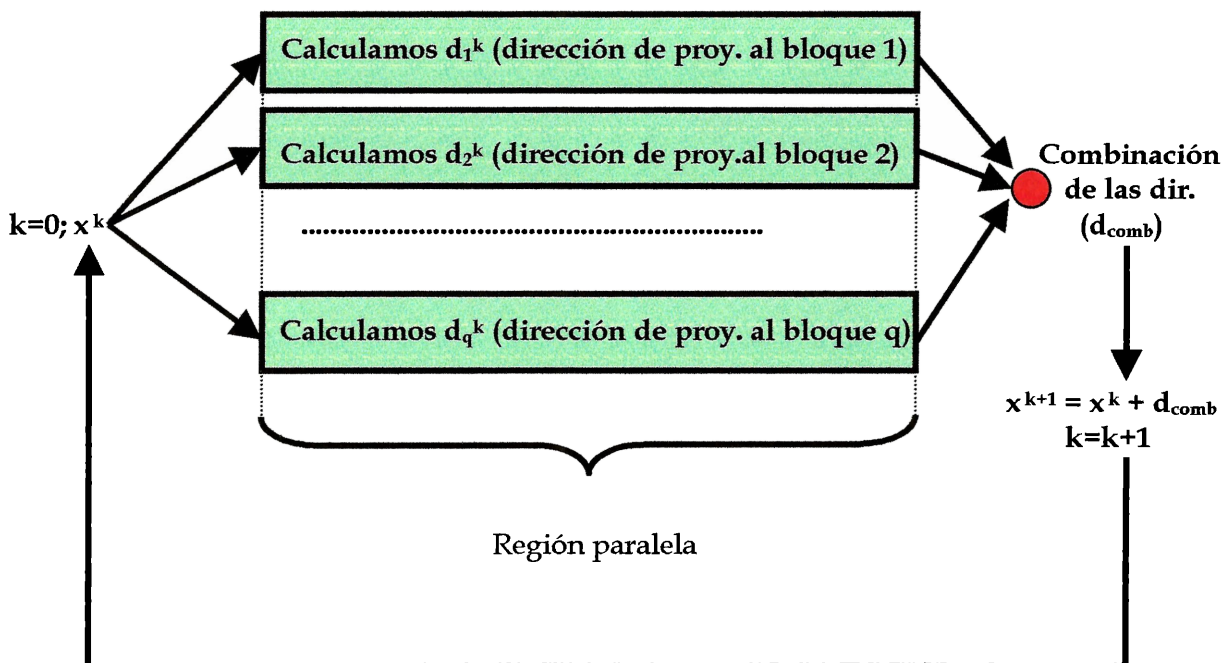 Calculamos d₁ᵏ (dirección de proy. al bloque 1)
Calculamos d₂ᵏ (dirección de proy.al bloque 2)
k=0; xᵏ
Combinación
de las dir.
(d_comb)
Calculamos d_qᵏ (dirección de proy. al bloque q)
xᵏ⁺¹ = xᵏ + d_comb
k=k+1
Región paralela